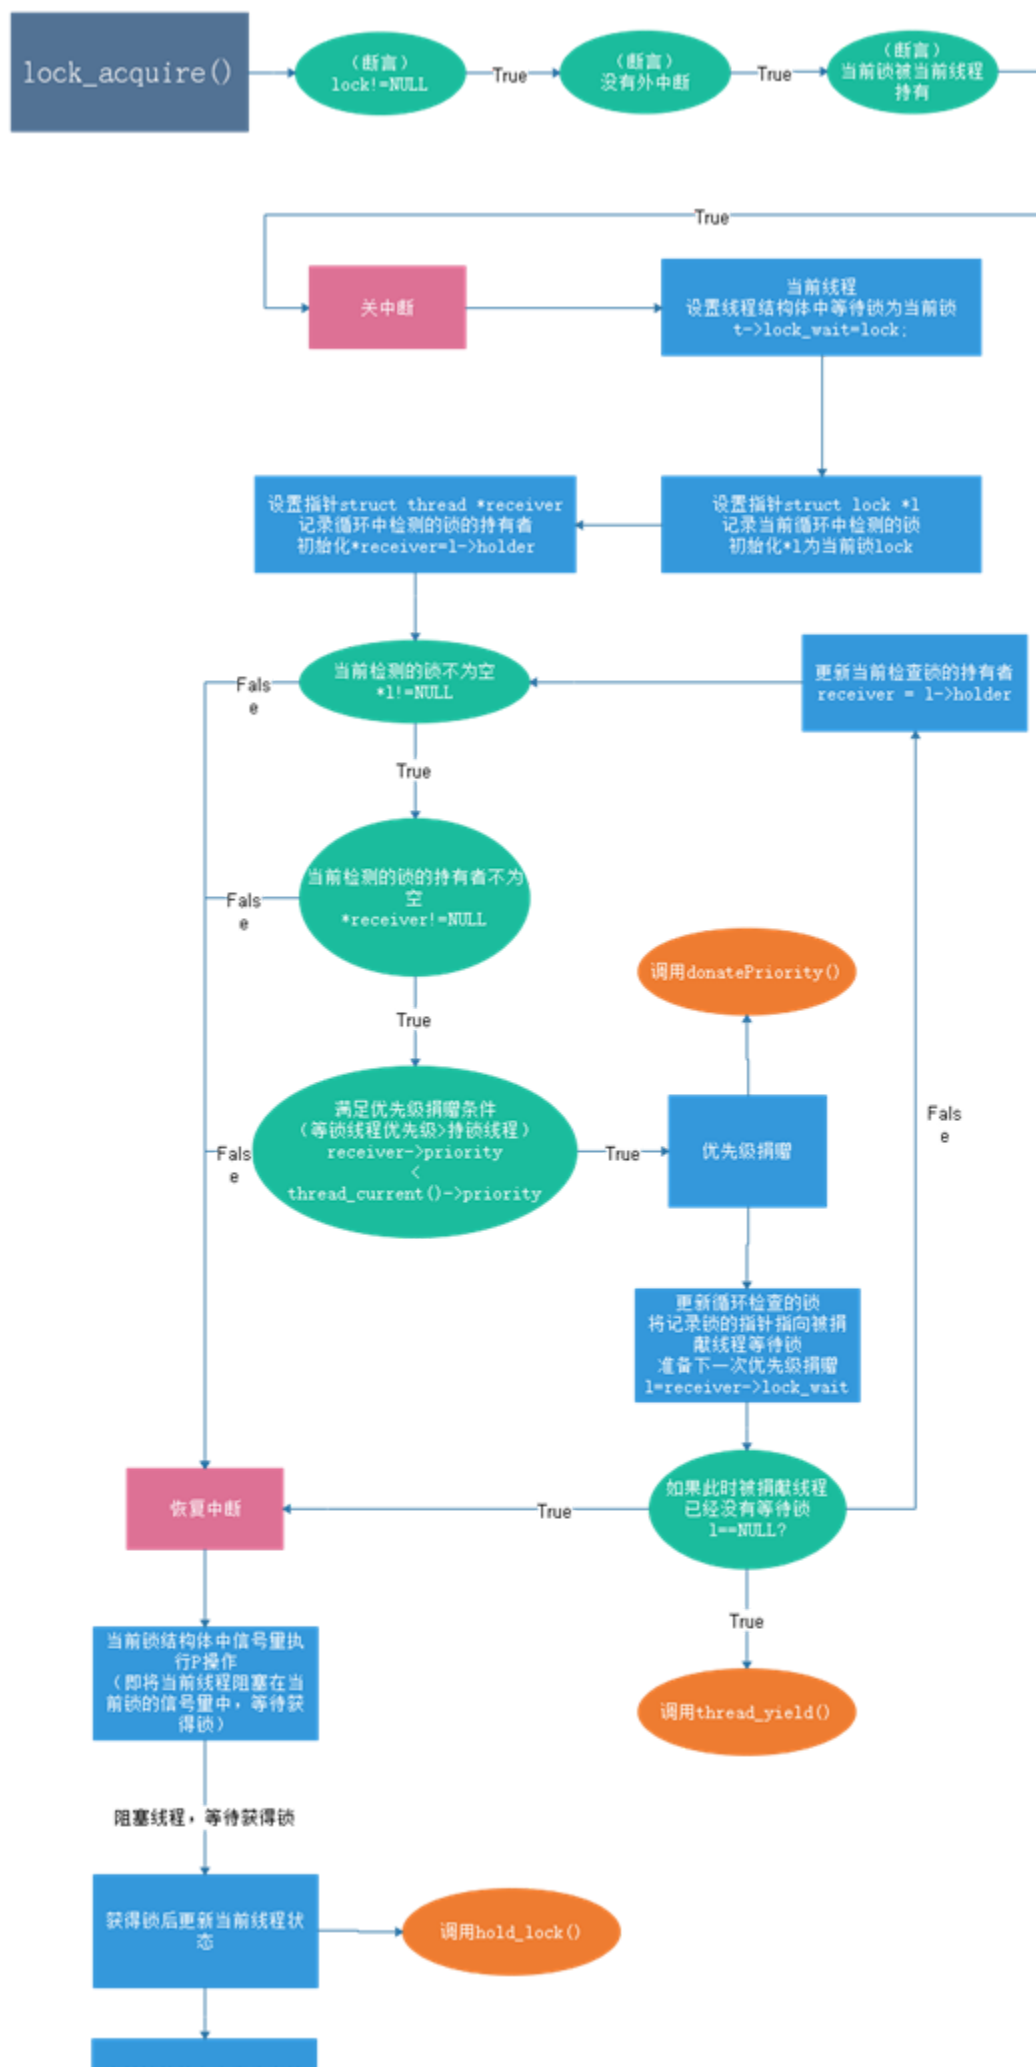 lock_acquire()
（断言）
lock!=NULL
True
（断言）
没有外中断
True
（断言）
当前锁被当前线程
持有
True
关中断
当前线程
设置线程结构体中等待锁为当前锁
t->lock_wait=lock;
设置指针struct thread *receiver
记录循环中检测的锁的持有者
初始化*receiver=l->holder
设置指针struct lock *l
记录当前循环中检测的锁
初始化*l为当前锁lock
当前检测的锁不为空
*l!=NULL
Fals
e
更新当前检查锁的持有者
receiver = l->holder
True
当前检测的锁的持有者不为
空
*receiver!=NULL
Fals
e
调用donatePriority()
True
满足优先级捐赠条件
（等锁线程优先级>持锁线程）
receiver->priority
<
thread_current()->priority
Fals
e
True
优先级捐赠
Fals
e
更新循环检查的锁
将记录锁的指针指向被捐
献线程等待锁
准备下一次优先级捐赠
l=receiver->lock_wait
恢复中断
True
如果此时被捐献线程
已经没有等待锁
l==NULL?
True
当前锁结构体中信号量执
行P操作
（即将当前线程阻塞在当
前锁的信号量中，等待获
得锁）
调用thread_yield()
阻塞线程，等待获得锁
获得锁后更新当前线程状
态
调用hold_lock()